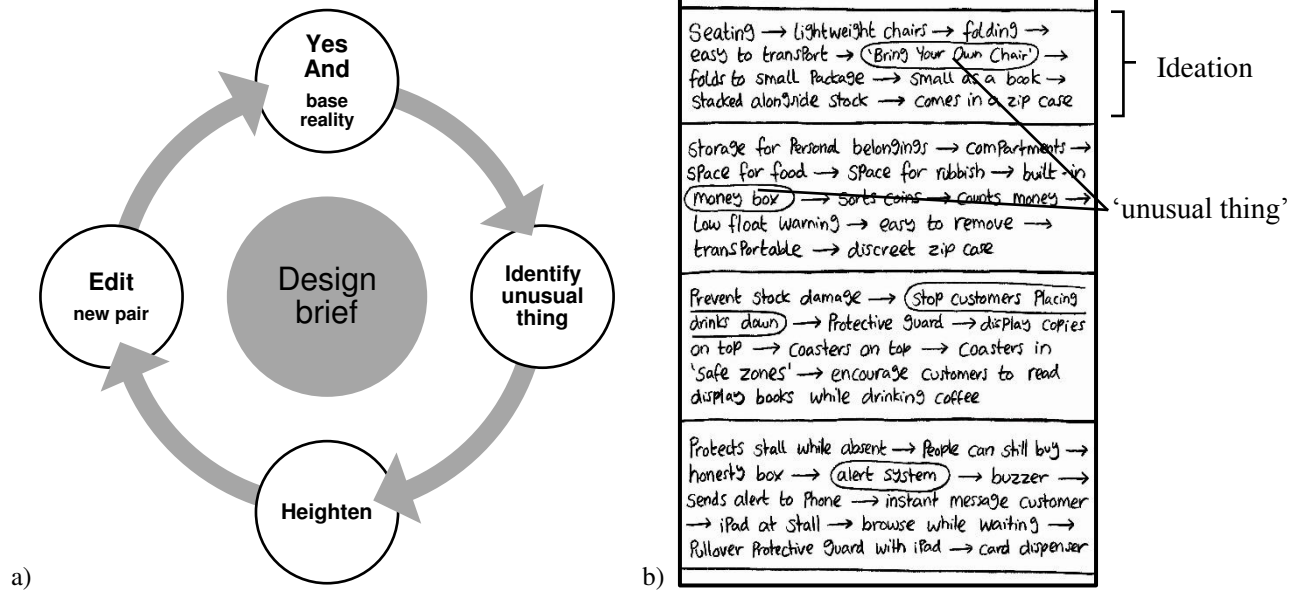 Yes
And
base
reality
Identify
unusual
thing
Heighten
Edit
new pair
Design
brief
a)
Seating → lightweight chairs → folding →
easy to transport → 'Bring Your Own Chair' →
folds to small package → small as a book →
stacked alongside stock → comes in a zip case
Storage for Personal belongings → compartments →
space for food → space for rubbish → built-in
money box → sorts coins → counts money →
Low float warning → easy to remove →
transportable → discreet zip case
Prevent stock damage → stop customers placing
drinks down → Protective guard → display copies
on top → coasters on top → coasters in
'safe zones' → encourage customers to read
display books while drinking coffee
Protects stall while absent → People can still buy →
honesty box → alert system → buzzer →
sends alert to Phone → instant message customer
→ iPad at stall → browse while waiting →
Pullover Protective guard with iPad → card dispenser
b)
Ideation
'unusual thing'